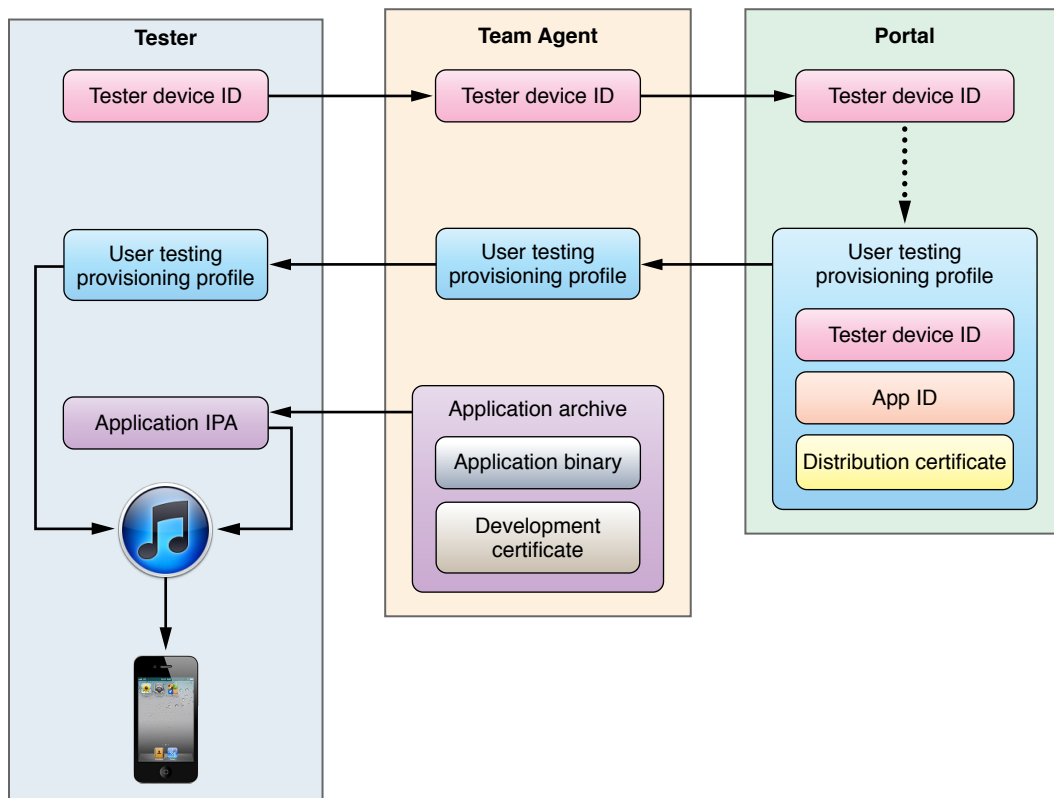 Tester
Team Agent
Portal
Tester device ID
Tester device ID
Tester device ID
User testing
provisioning profile
User testing
provisioning profile
User testing
provisioning profile
Tester device ID
App ID
Distribution certificate
Application IPA
Application archive
Application binary
Development
certificate